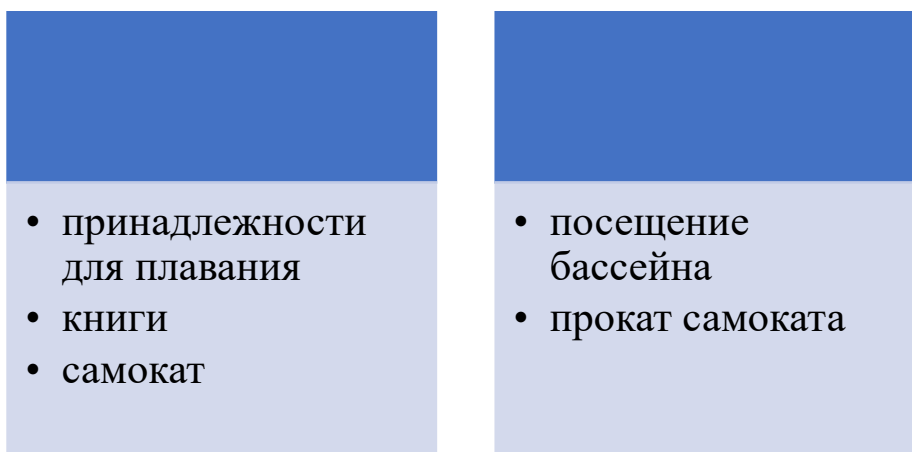 • принадлежности
для плавания
• книги
• самокат
• посещение
бассейна
• прокат самоката